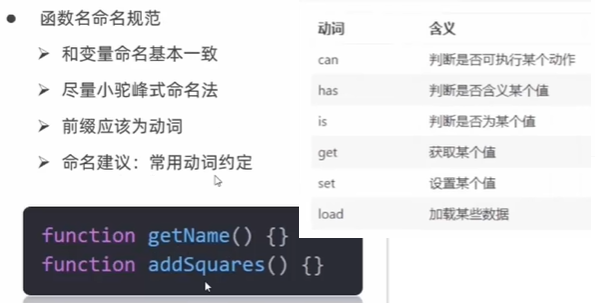 函数名命名规范
和变量命名基本一致
尽量小驼峰式命名法
前缀应该为动词
命名建议：常用动词约定
动词 含义
can 判断是否可执行某个动作
has 判断是否含义某个值
is 判断是否为某个值
get 获取某个值
set 设置某个值
load 加载某些数据
function getName() {}
function addSquares() {}